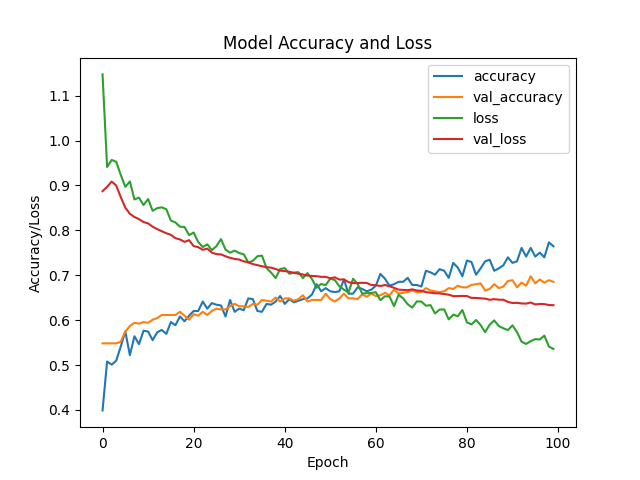 Model Accuracy and Loss
accuracy
val_accuracy
loss
val_loss
1.1
1.0
0.9
0.8
0.7
0.6
0.5
0.4
Accuracy/Loss
0 20 40 60 80 100
Epoch